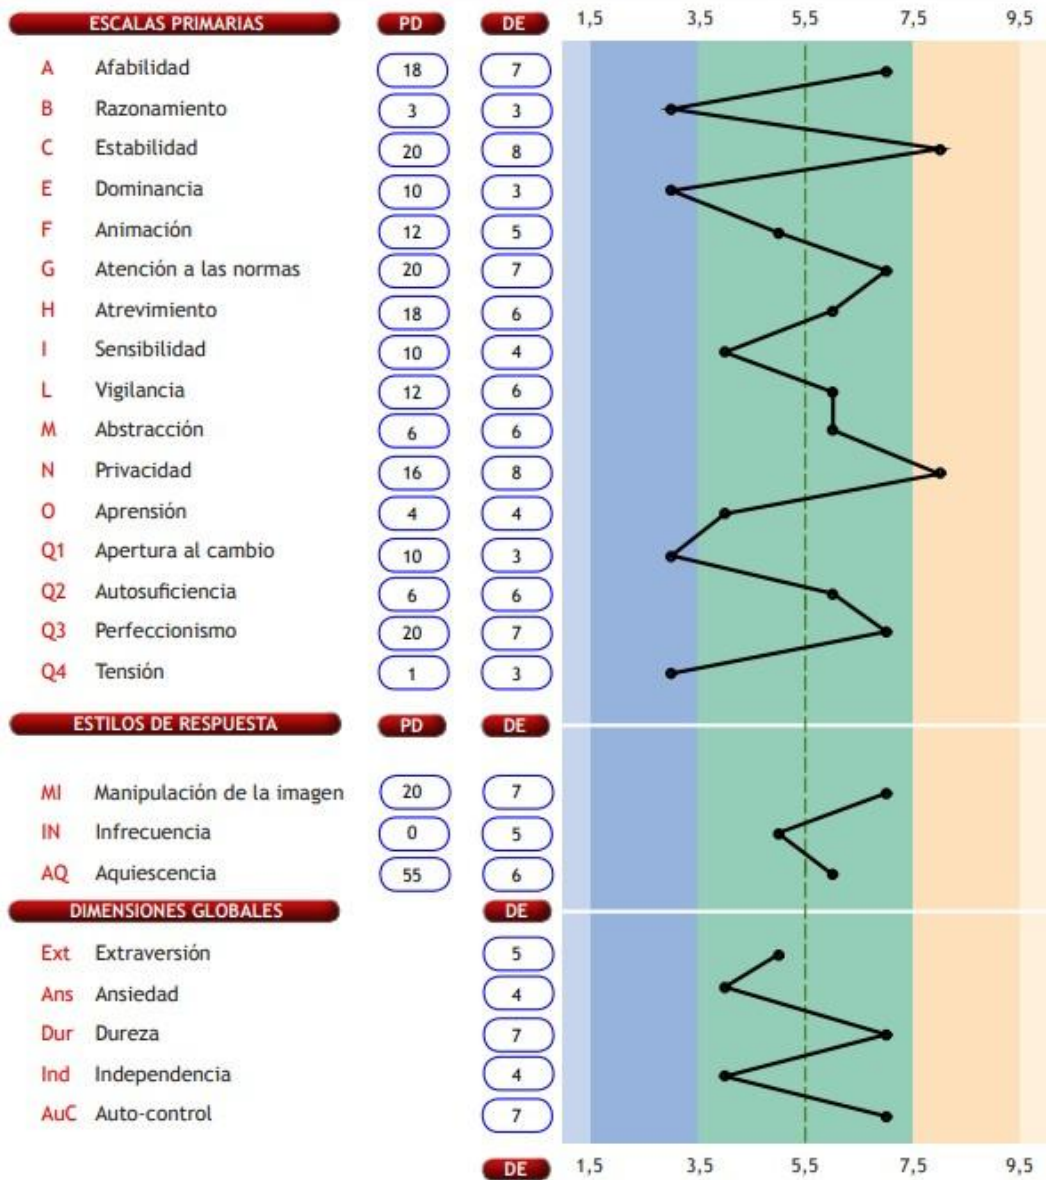 ESCALAS PRIMARIAS PD DE 1,5 3,5 5,5 7,5 9,5
A Afabilidad 18 7
B Razonamiento 3 3
C Estabilidad 20 8
E Dominancia 10 3
F Animación 12 5
G Atención a las normas 20 7
H Atrevimiento 18 6
I Sensibilidad 10 4
L Vigilancia 12 6
M Abstracción 6 6
N Privacidad 16 8
O Aprensión 4 4
Q1 Apertura al cambio 10 3
Q2 Autosuficiencia 6 6
Q3 Perfeccionismo 20 7
Q4 Tensión 1 3
ESTILOS DE RESPUESTA PD DE
MI Manipulación de la imagen 20 7
IN Infrecuencia 0 5
AQ Aquiescencia 55 6
DIMENSIONES GLOBALES DE
Ext Extraversión 5
Ans Ansiedad 4
Dur Dureza 7
Ind Independencia 4
AuC Auto-control 7
DE 1,5 3,5 5,5 7,5 9,5